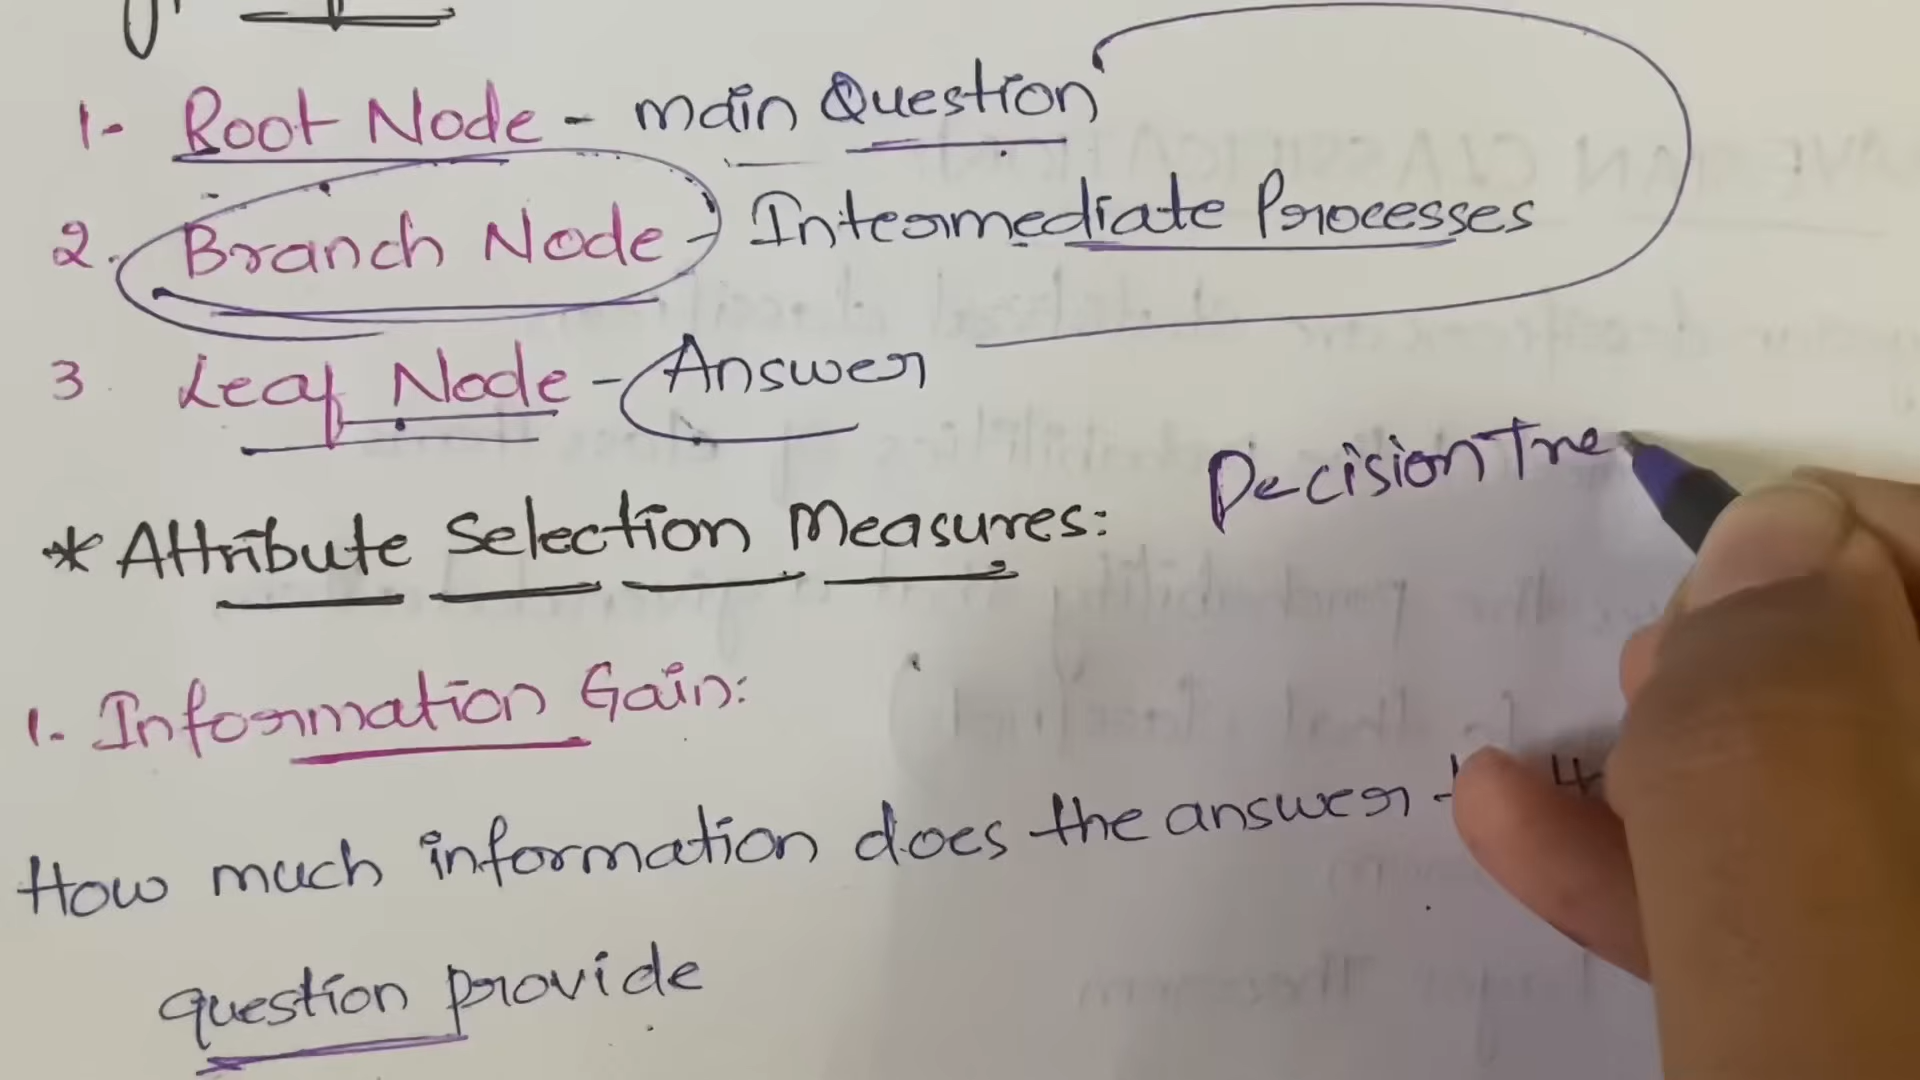 1- Root Node - main Question
2. Branch Node - Intermediate Processes
3 Leaf Node - Answer
Decision Tre
* Attribute Selection Measures:
1. Information Gain:
How much information does the answer
question provide